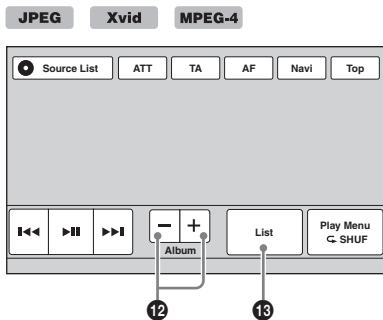 JPEG Xvid MPEG-4
Source List ATT TA AF Navi Top
List Play Menu
SHUF
Album
⓬ ⓭